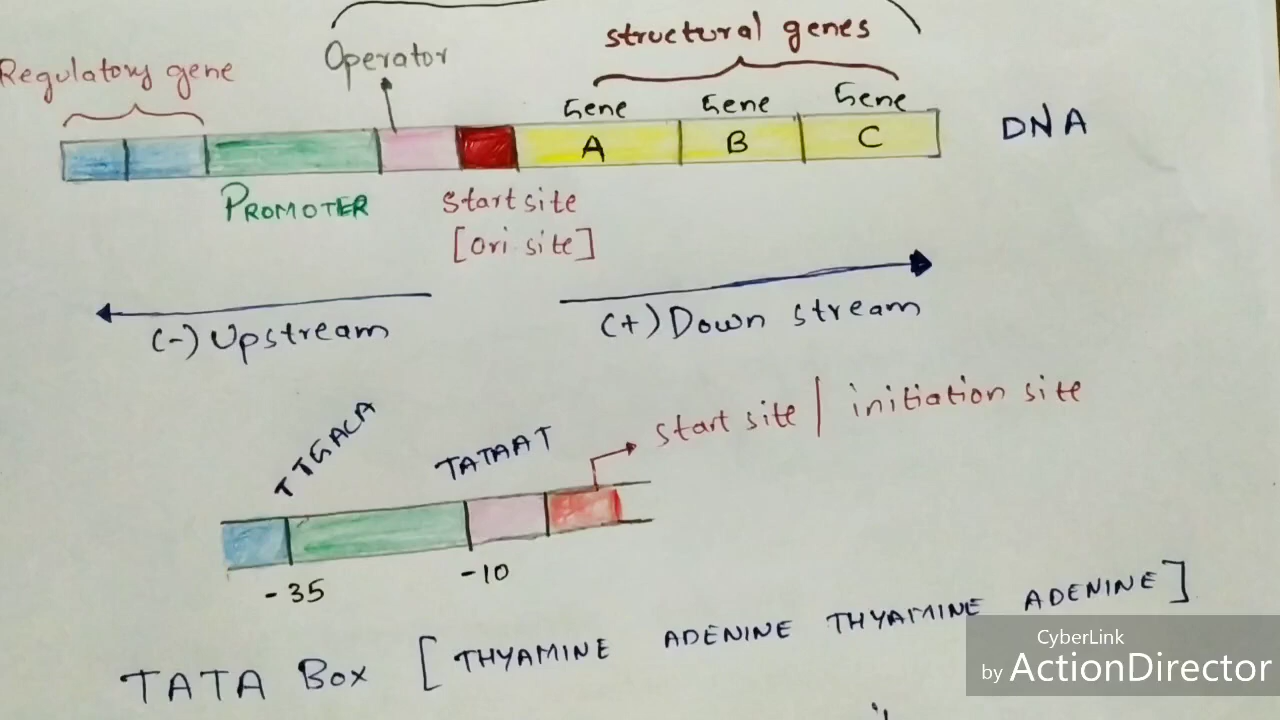 structural genes
Operator
Regulatory gene
Gene Gene Gene
A B C
DNA
PROMOTER
Start site
[ori site]
(-) Upstream
(+) Down stream
TTGACA
TATAAT
start site / initiation site
-35
-10
TATA Box [THYAMINE ADENINE THYAMINE ADENINE]
CyberLink
by ActionDirector